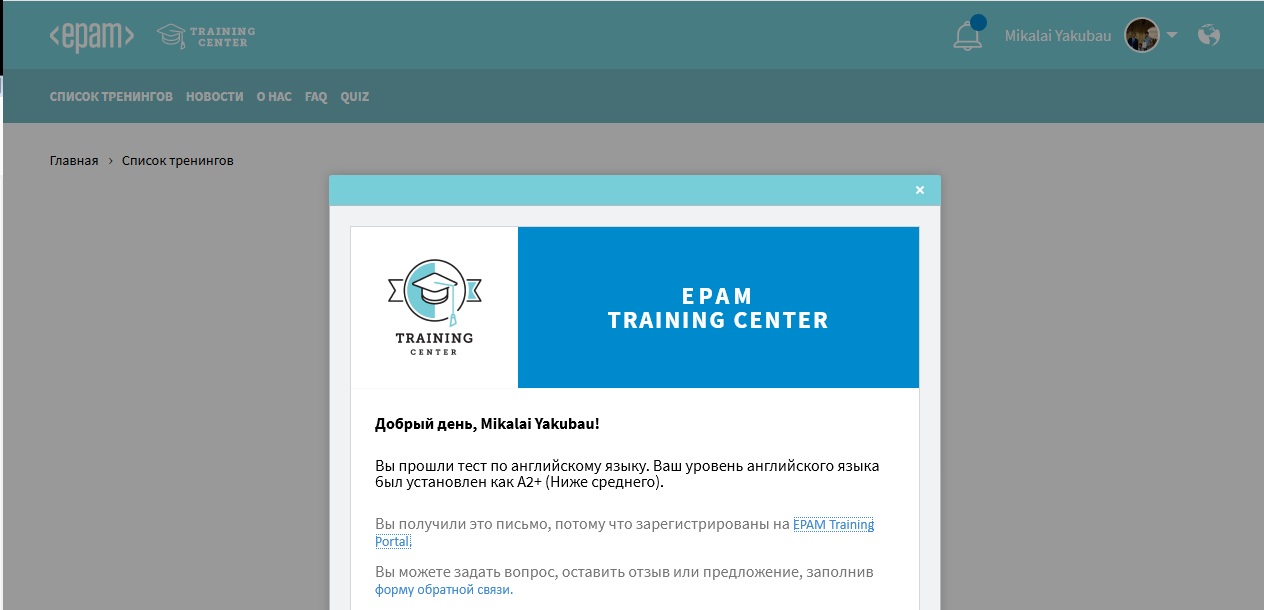 <epam> TRAINING CENTER
Mikalai Yakubau
СПИСОК ТРЕНИНГОВ НОВОСТИ О НАС FAQ QUIZ
Главная › Список тренингов
×
TRAINING
CENTER
EPAM
TRAINING CENTER
Добрый день, Mikalai Yakubau!
Вы прошли тест по английскому языку. Ваш уровень английского языка
был установлен как A2+ (Ниже среднего).
Вы получили это письмо, потому что зарегистрированы на EPAM Training
Portal.
Вы можете задать вопрос, оставить отзыв или предложение, заполнив
форму обратной связи.